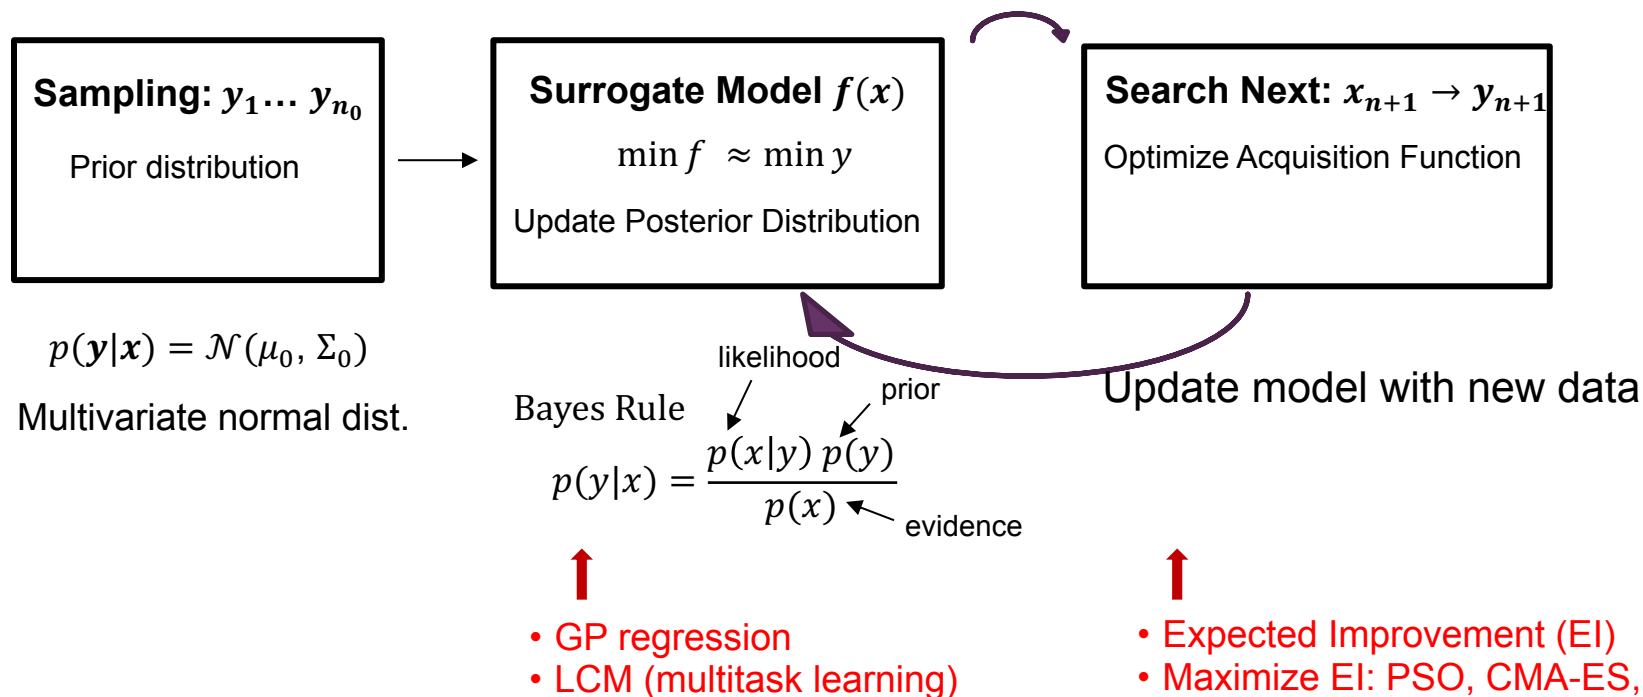 Sampling: y₁… yₙ₀
Prior distribution
p(y|x) = 𝒩(μ₀, Σ₀)
Multivariate normal dist.
Surrogate Model f(x)
min f ≈ min y
Update Posterior Distribution
Search Next: xₙ₊₁ → yₙ₊₁
Optimize Acquisition Function
Update model with new data
likelihood
prior
Bayes Rule
p(y|x) = p(x|y) p(y) / p(x)
evidence
• GP regression
• LCM (multitask learning)
• Expected Improvement (EI)
• Maximize EI: PSO, CMA-ES,